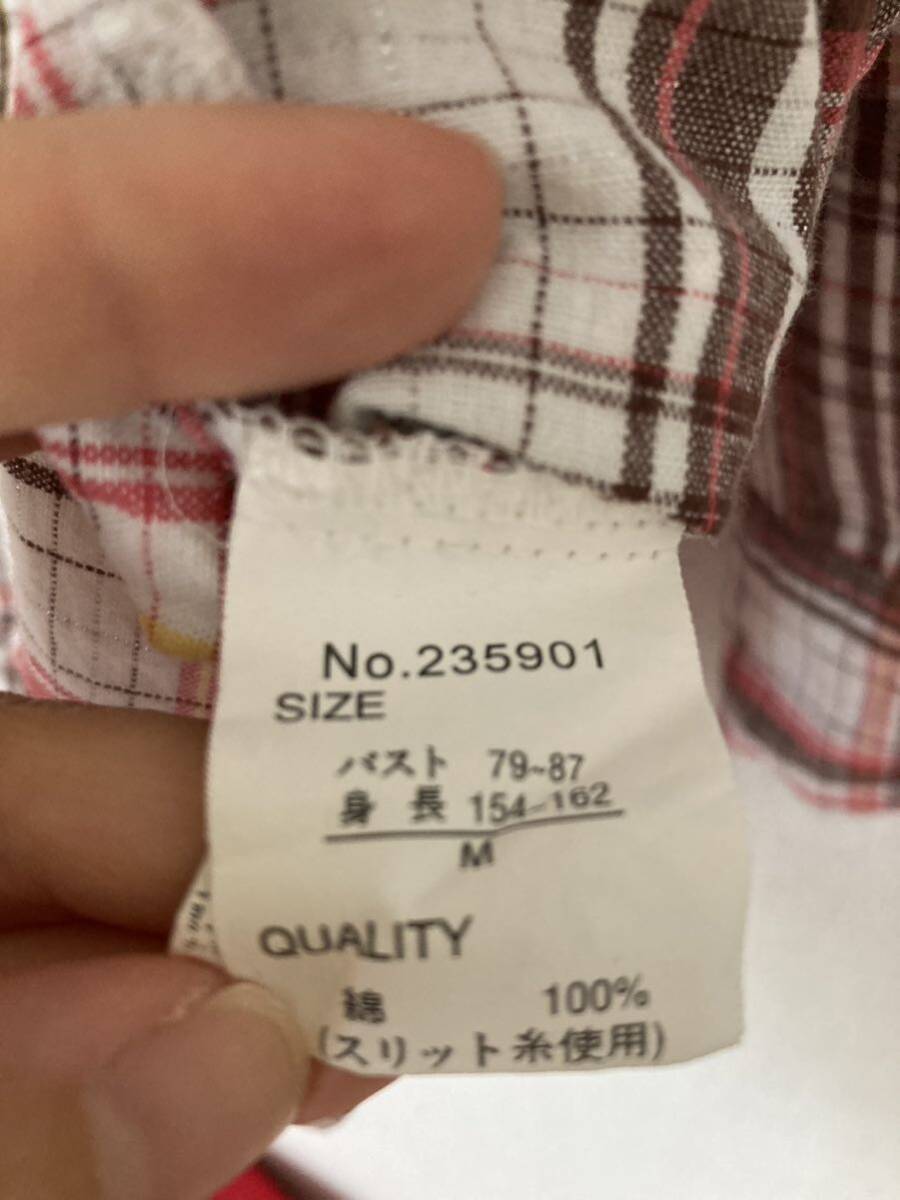 No.235901
SIZE
バスト 79~87
身長 154-162
M
QUALITY
綿 100%
(スリット糸使用)